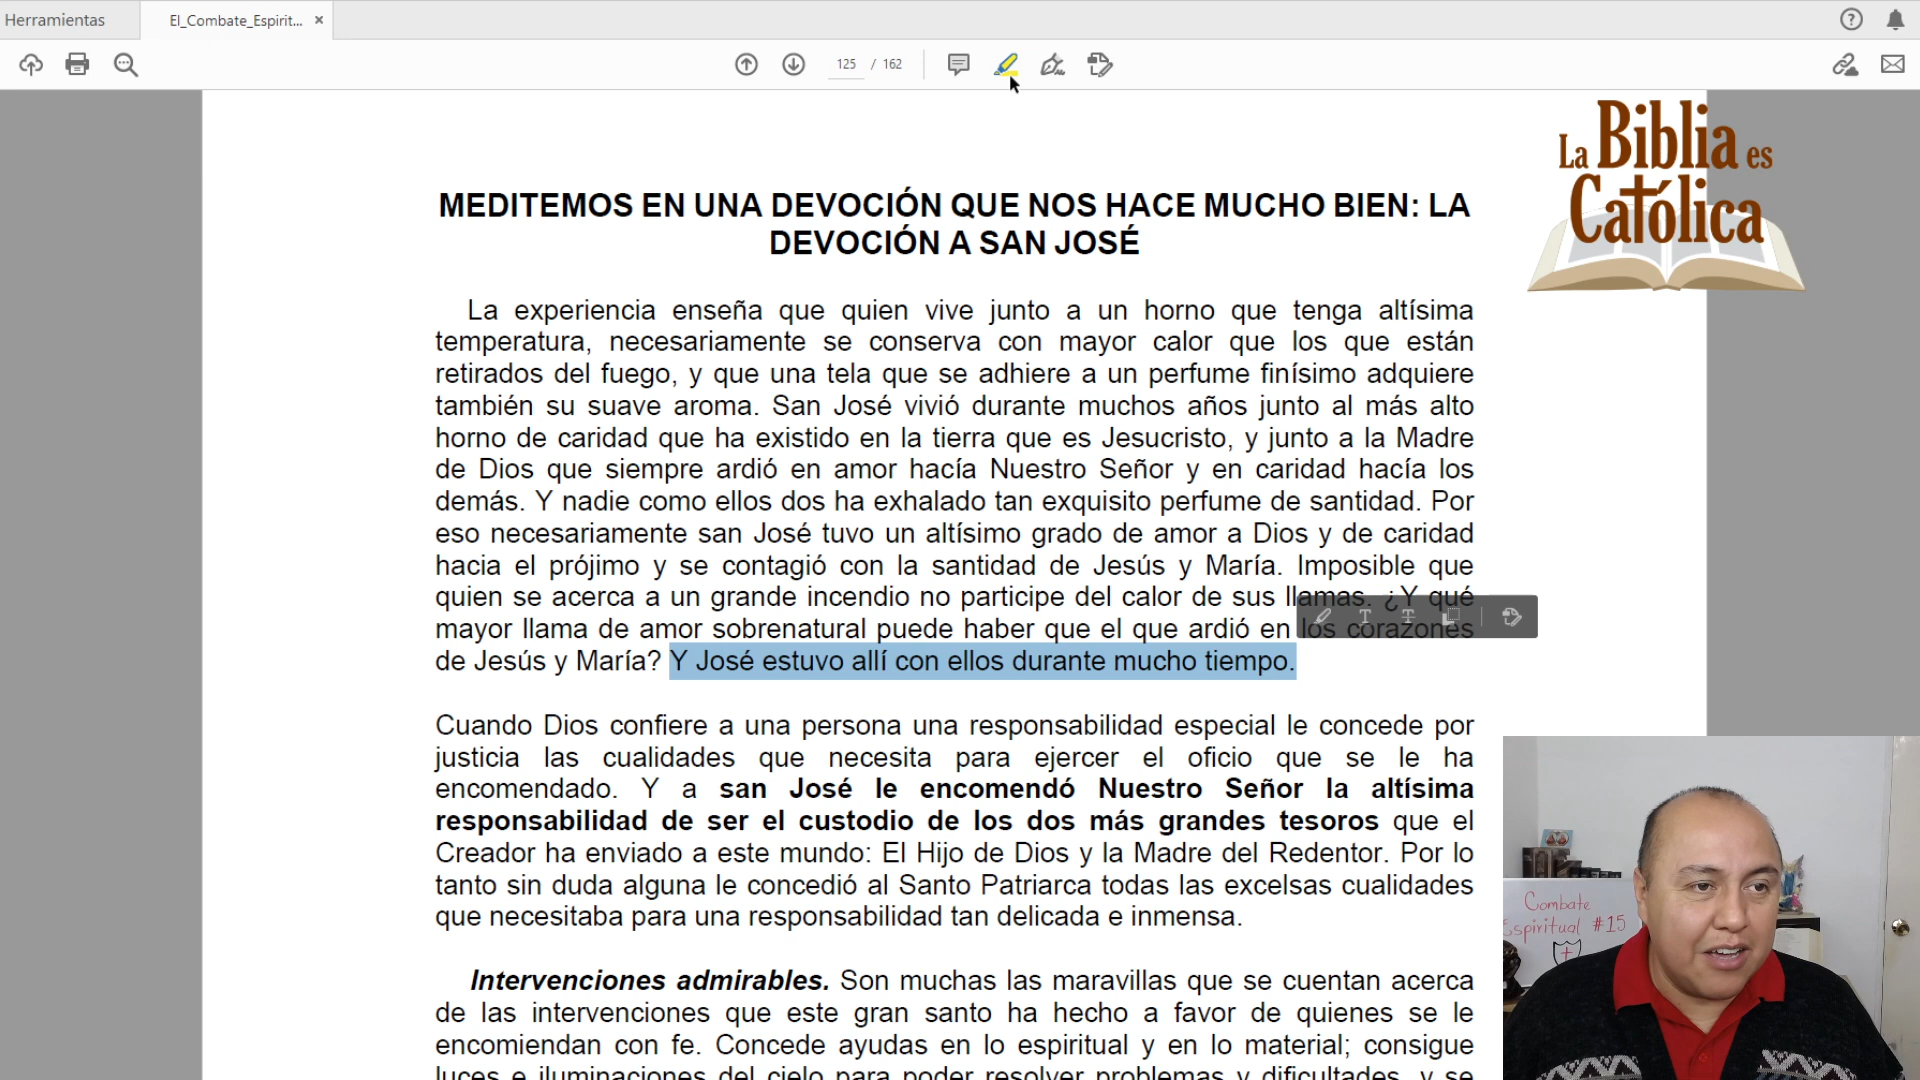 Herramientas
El_Combate_Espirit...
125 / 162
La Biblia es
Católica
MEDITEMOS EN UNA DEVOCIÓN QUE NOS HACE MUCHO BIEN: LA
DEVOCIÓN A SAN JOSÉ
La experiencia enseña que quien vive junto a un horno que tenga altísima
temperatura, necesariamente se conserva con mayor calor que los que están
retirados del fuego, y que una tela que se adhiere a un perfume finísimo adquiere
también su suave aroma. San José vivió durante muchos años junto al más alto
horno de caridad que ha existido en la tierra que es Jesucristo, y junto a la Madre
de Dios que siempre ardió en amor hacía Nuestro Señor y en caridad hacía los
demás. Y nadie como ellos dos ha exhalado tan exquisito perfume de santidad. Por
eso necesariamente san José tuvo un altísimo grado de amor a Dios y de caridad
hacia el prójimo y se contagió con la santidad de Jesús y María. Imposible que
quien se acerca a un grande incendio no participe del calor de sus llamas. ¿Y qué
mayor llama de amor sobrenatural puede haber que el que ardió en los corazones
de Jesús y María? Y José estuvo allí con ellos durante mucho tiempo.
Cuando Dios confiere a una persona una responsabilidad especial le concede por
justicia las cualidades que necesita para ejercer el oficio que se le ha
encomendado. Y a san José le encomendó Nuestro Señor la altísima
responsabilidad de ser el custodio de los dos más grandes tesoros que el
Creador ha enviado a este mundo: El Hijo de Dios y la Madre del Redentor. Por lo
tanto sin duda alguna le concedió al Santo Patriarca todas las excelsas cualidades
que necesitaba para una responsabilidad tan delicada e inmensa.
Intervenciones admirables. Son muchas las maravillas que se cuentan acerca
de las intervenciones que este gran santo ha hecho a favor de quienes se le
encomiendan con fe. Concede ayudas en lo espiritual y en lo material; consigue
luces e iluminaciones del cielo para poder resolver problemas y dificultades, y se
Combate
Espiritual #15